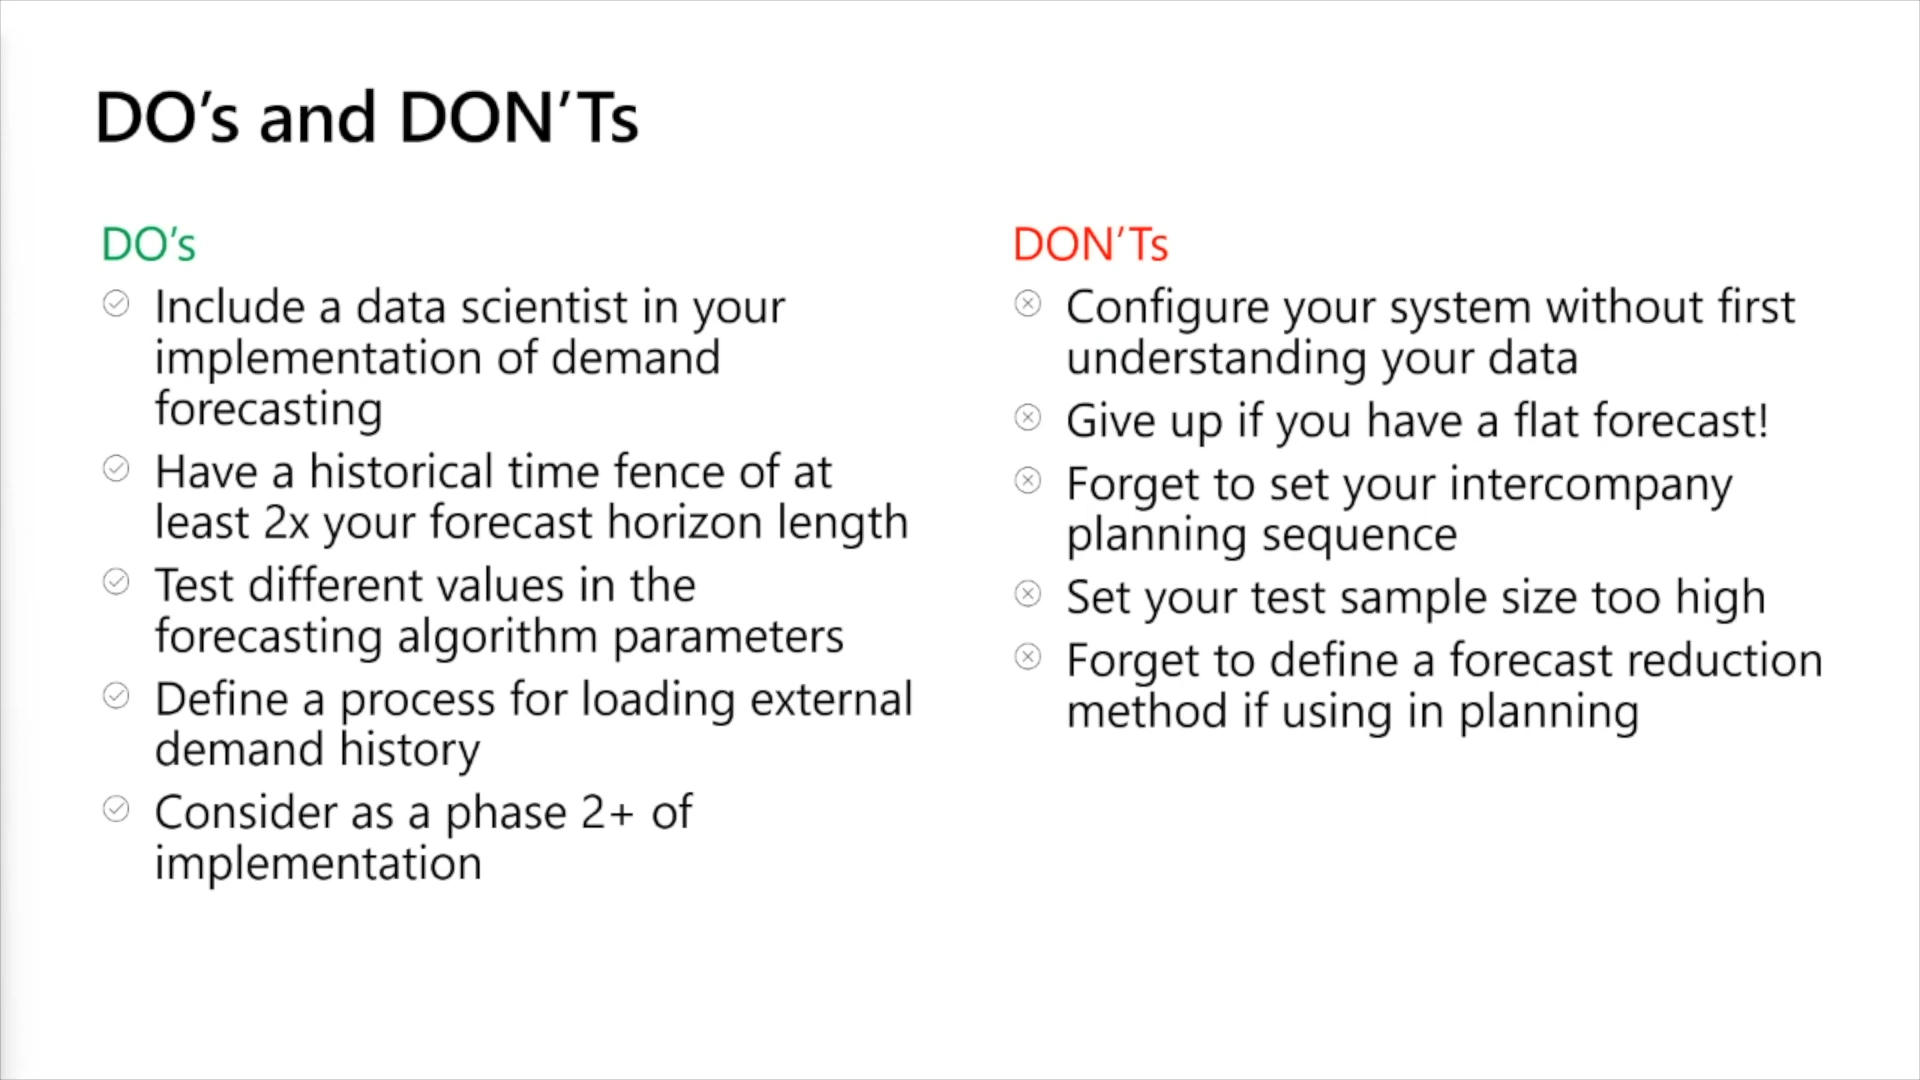 DO’s and DON’Ts
DO’s
Include a data scientist in your
implementation of demand
forecasting
Have a historical time fence of at
least 2x your forecast horizon length
Test different values in the
forecasting algorithm parameters
Define a process for loading external
demand history
Consider as a phase 2+ of
implementation
DON’Ts
Configure your system without first
understanding your data
Give up if you have a flat forecast!
Forget to set your intercompany
planning sequence
Set your test sample size too high
Forget to define a forecast reduction
method if using in planning